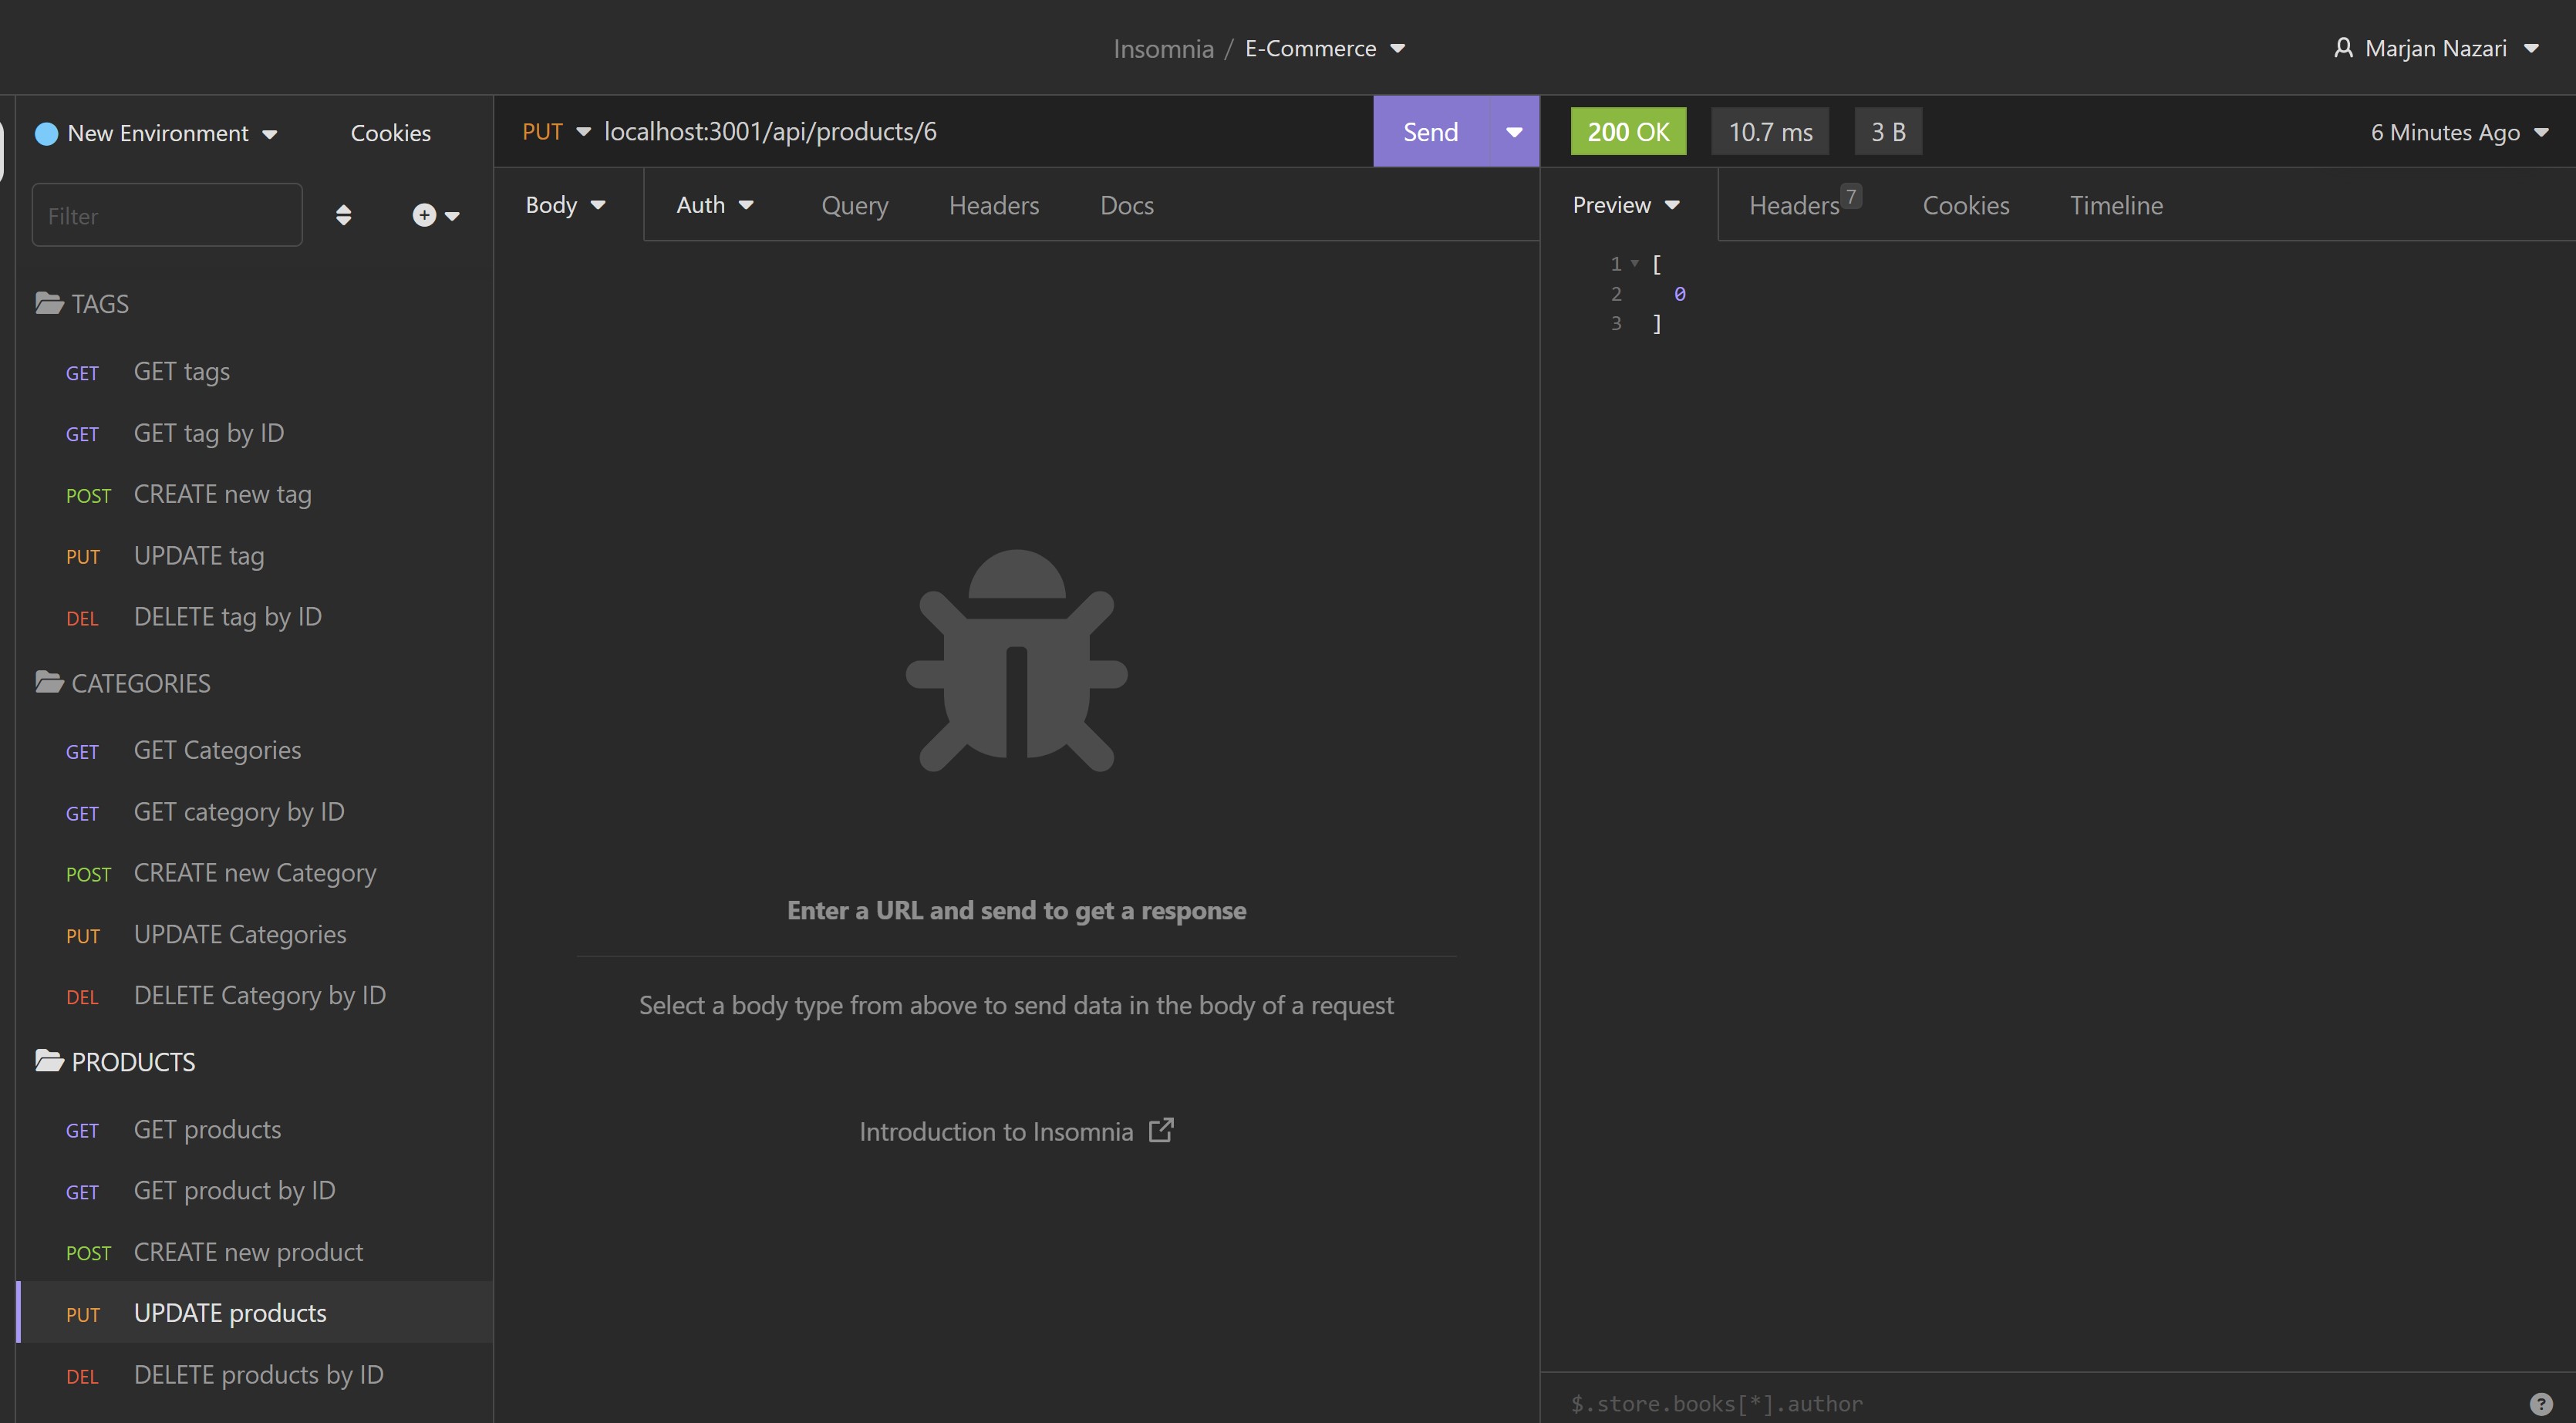 Insomnia / E-Commerce
Marjan Nazari
New Environment
Cookies
Filter
TAGS
GET GET tags
GET GET tag by ID
POST CREATE new tag
PUT UPDATE tag
DEL DELETE tag by ID
CATEGORIES
GET GET Categories
GET GET category by ID
POST CREATE new Category
PUT UPDATE Categories
DEL DELETE Category by ID
PRODUCTS
GET GET products
GET GET product by ID
POST CREATE new product
PUT UPDATE products
DEL DELETE products by ID
PUT localhost:3001/api/products/6
Send
Body Auth Query Headers Docs
Enter a URL and send to get a response
Select a body type from above to send data in the body of a request
Introduction to Insomnia
200 OK 10.7 ms 3 B
6 Minutes Ago
Preview Headers 7 Cookies Timeline
1 [
2 0
3 ]
$.store.books[*].author
?